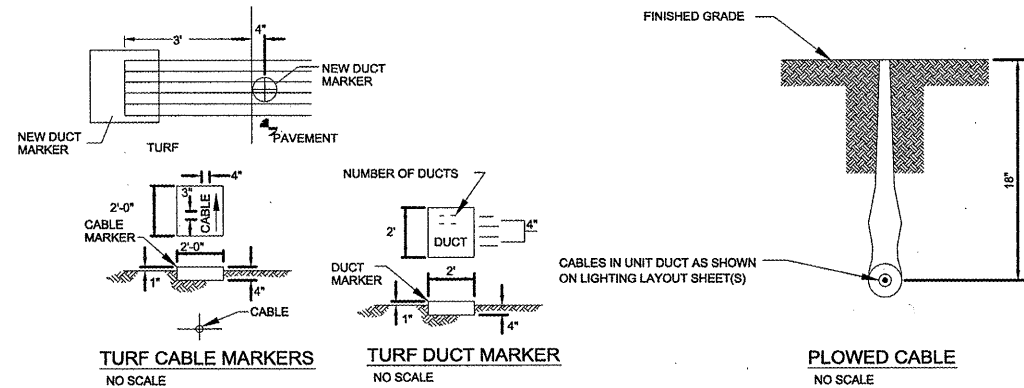 3'
4"
NEW DUCT
MARKER
NEW DUCT
MARKER
TURF
PAVEMENT
4"
2'-0"
3"
CABLE
CABLE
MARKER
2'-0"
1"
4"
CABLE
TURF CABLE MARKERS
NO SCALE
NUMBER OF DUCTS
2'
DUCT
4"
DUCT
MARKER
2'
1"
4"
TURF DUCT MARKER
NO SCALE
FINISHED GRADE
18"
CABLES IN UNIT DUCT AS SHOWN
ON LIGHTING LAYOUT SHEET(S)
PLOWED CABLE
NO SCALE